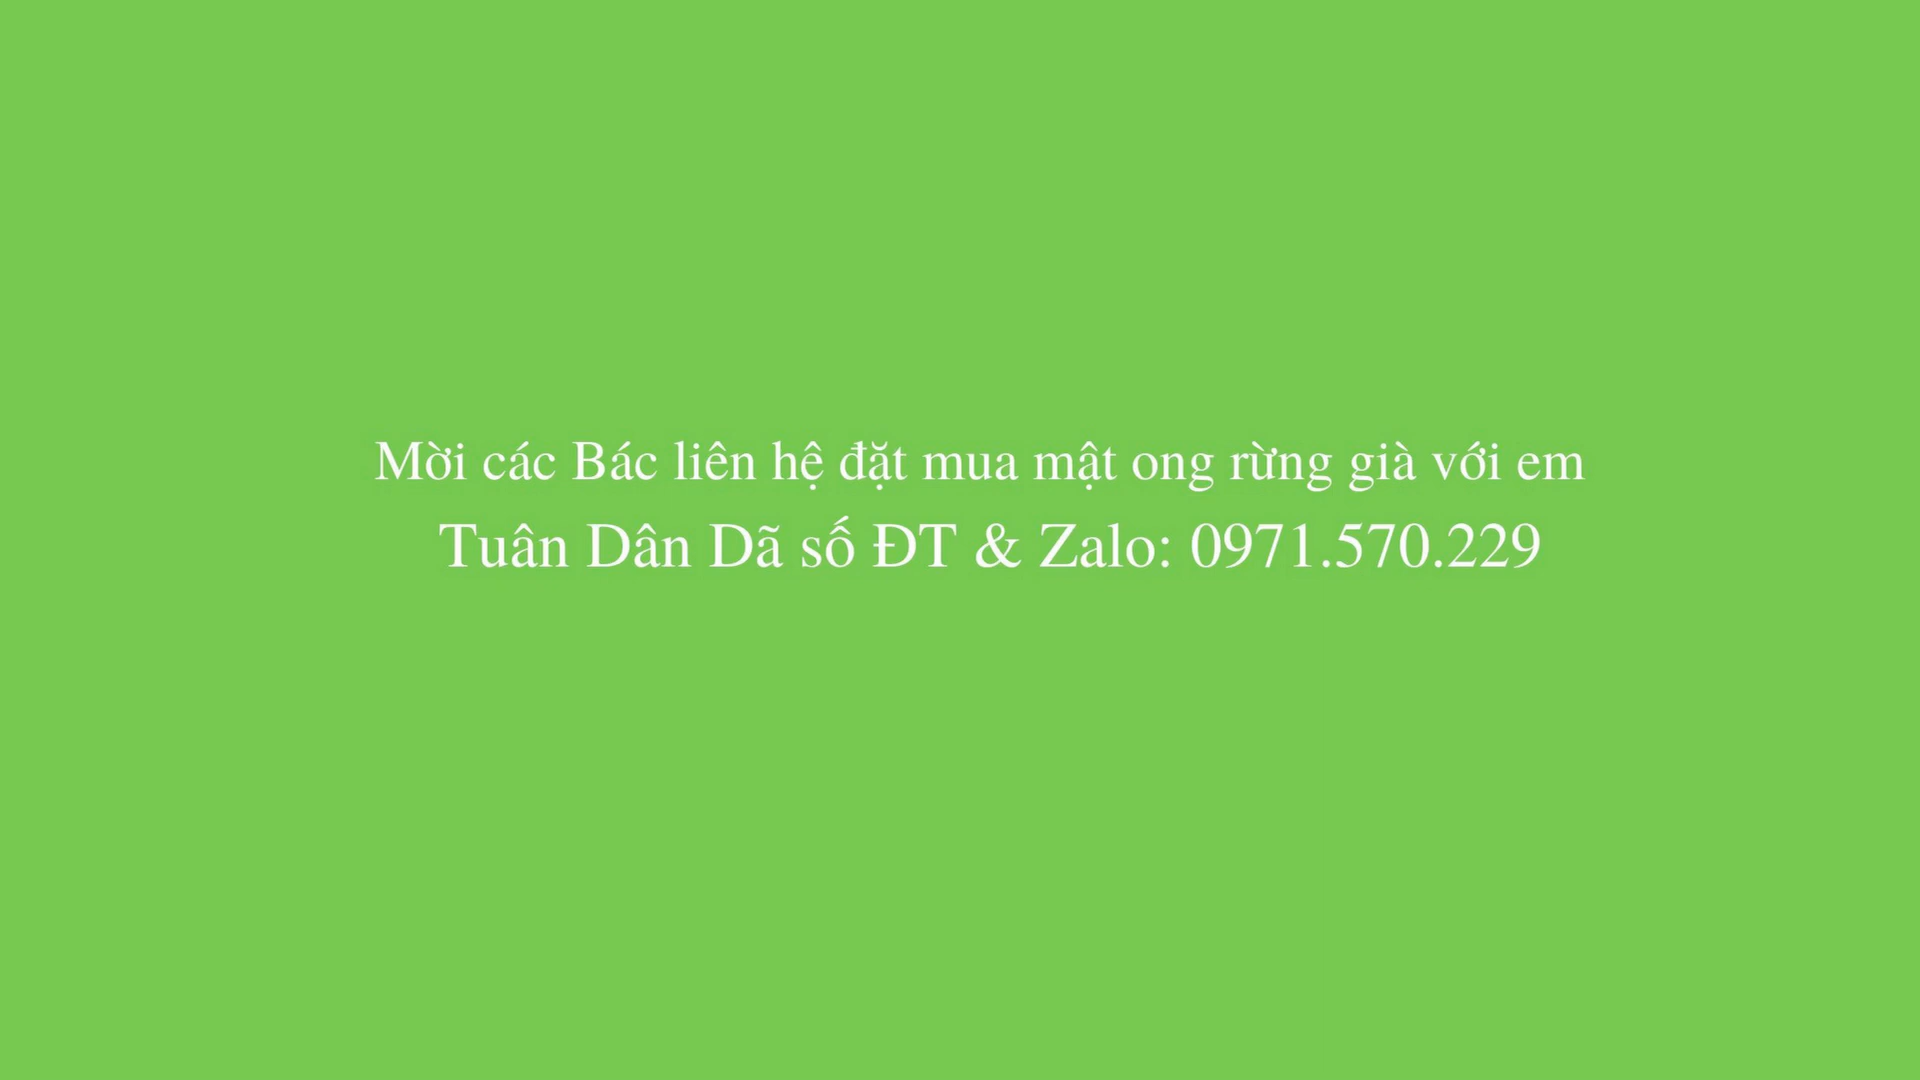 Mời các Bác liên hệ đặt mua mật ong rừng già với em
Tuân Dân Dã số ĐT & Zalo: 0971.570.229